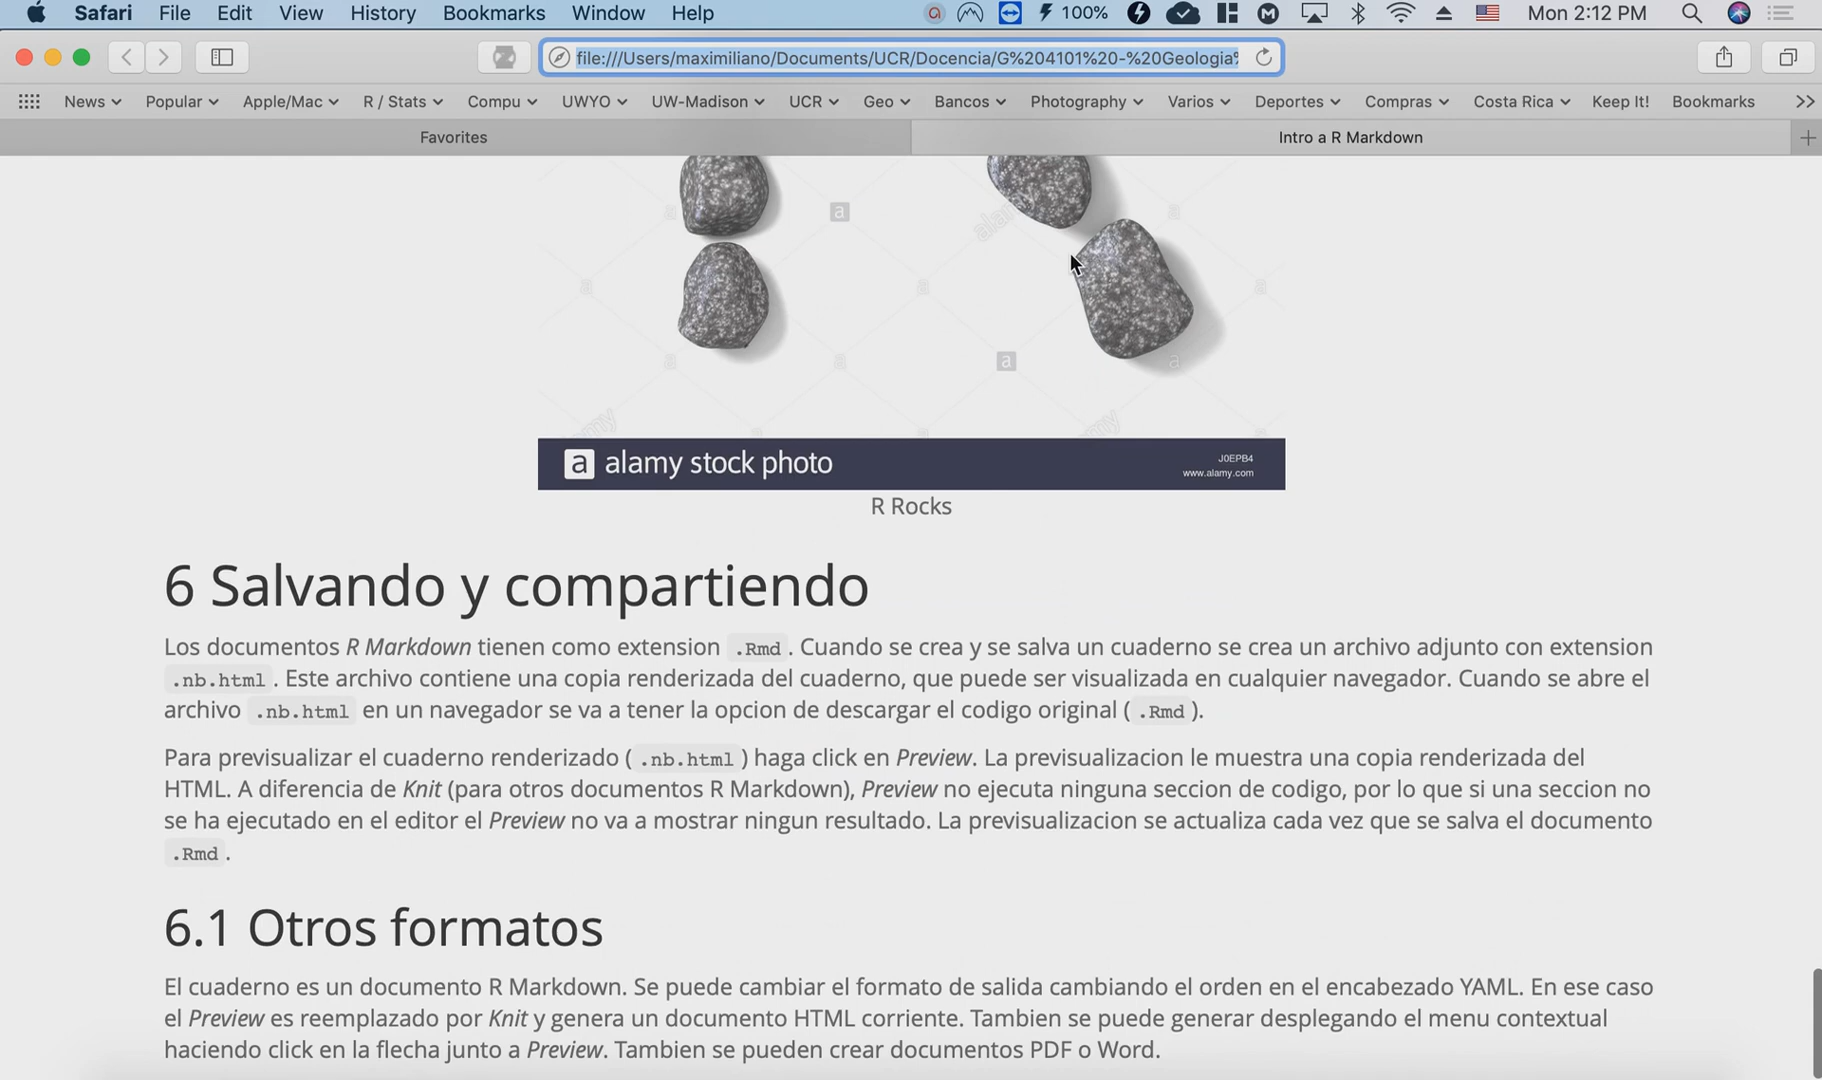 Safari File Edit View History Bookmarks Window Help 100% Mon 2:12 PM
file:///Users/maximiliano/Documents/UCR/Docencia/G%204101%20-%20Geologia%
News Popular Apple/Mac R / Stats Compu UWYO UW-Madison UCR Geo Bancos Photography Varios Deportes Compras Costa Rica Keep It! Bookmarks
Favorites Intro a R Markdown
a alamy stock photo
J0EPB4
www.alamy.com
R Rocks
6 Salvando y compartiendo
Los documentos R Markdown tienen como extension .Rmd. Cuando se crea y se salva un cuaderno se crea un archivo adjunto con extension
.nb.html. Este archivo contiene una copia renderizada del cuaderno, que puede ser visualizada en cualquier navegador. Cuando se abre el
archivo .nb.html en un navegador se va a tener la opcion de descargar el codigo original (.Rmd).
Para previsualizar el cuaderno renderizado (.nb.html) haga click en Preview. La previsualizacion le muestra una copia renderizada del
HTML. A diferencia de Knit (para otros documentos R Markdown), Preview no ejecuta ninguna seccion de codigo, por lo que si una seccion no
se ha ejecutado en el editor el Preview no va a mostrar ningun resultado. La previsualizacion se actualiza cada vez que se salva el documento
.Rmd.
6.1 Otros formatos
El cuaderno es un documento R Markdown. Se puede cambiar el formato de salida cambiando el orden en el encabezado YAML. En ese caso
el Preview es reemplazado por Knit y genera un documento HTML corriente. Tambien se puede generar desplegando el menu contextual
haciendo click en la flecha junto a Preview. Tambien se pueden crear documentos PDF o Word.